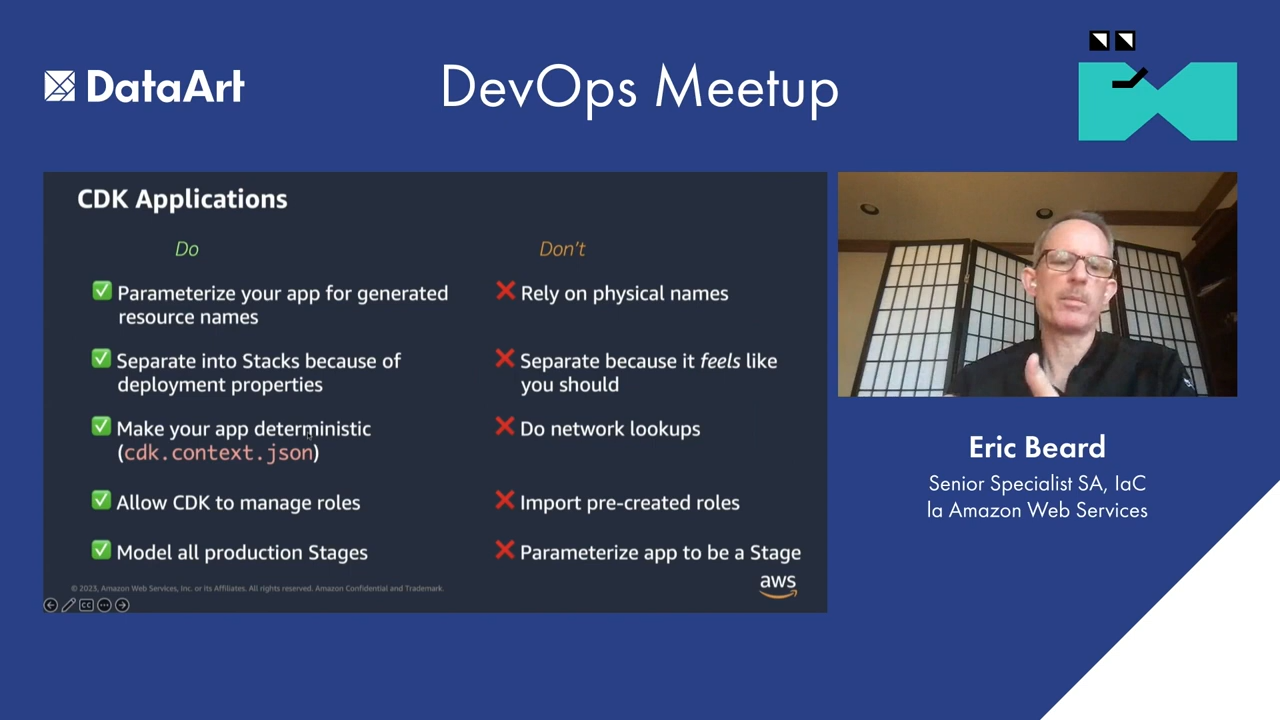 DataArt
DevOps Meetup
CDK Applications
Do
Don't
Parameterize your app for generated
resource names
Rely on physical names
Separate into Stacks because of
deployment properties
Separate because it feels like
you should
Make your app deterministic
(cdk.context.json)
Do network lookups
Allow CDK to manage roles
Import pre-created roles
Model all production Stages
Parameterize app to be a Stage
© 2023, Amazon Web Services, Inc. or its Affiliates. All rights reserved. Amazon Confidential and Trademark.
aws
CC
Eric Beard
Senior Specialist SA, IaC
la Amazon Web Services